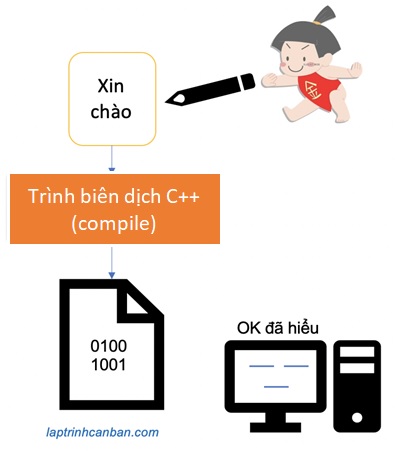 Xin
chào
Trình biên dịch C++
(compile)
0100
1001
OK đã hiểu
laptrinhcanban.com